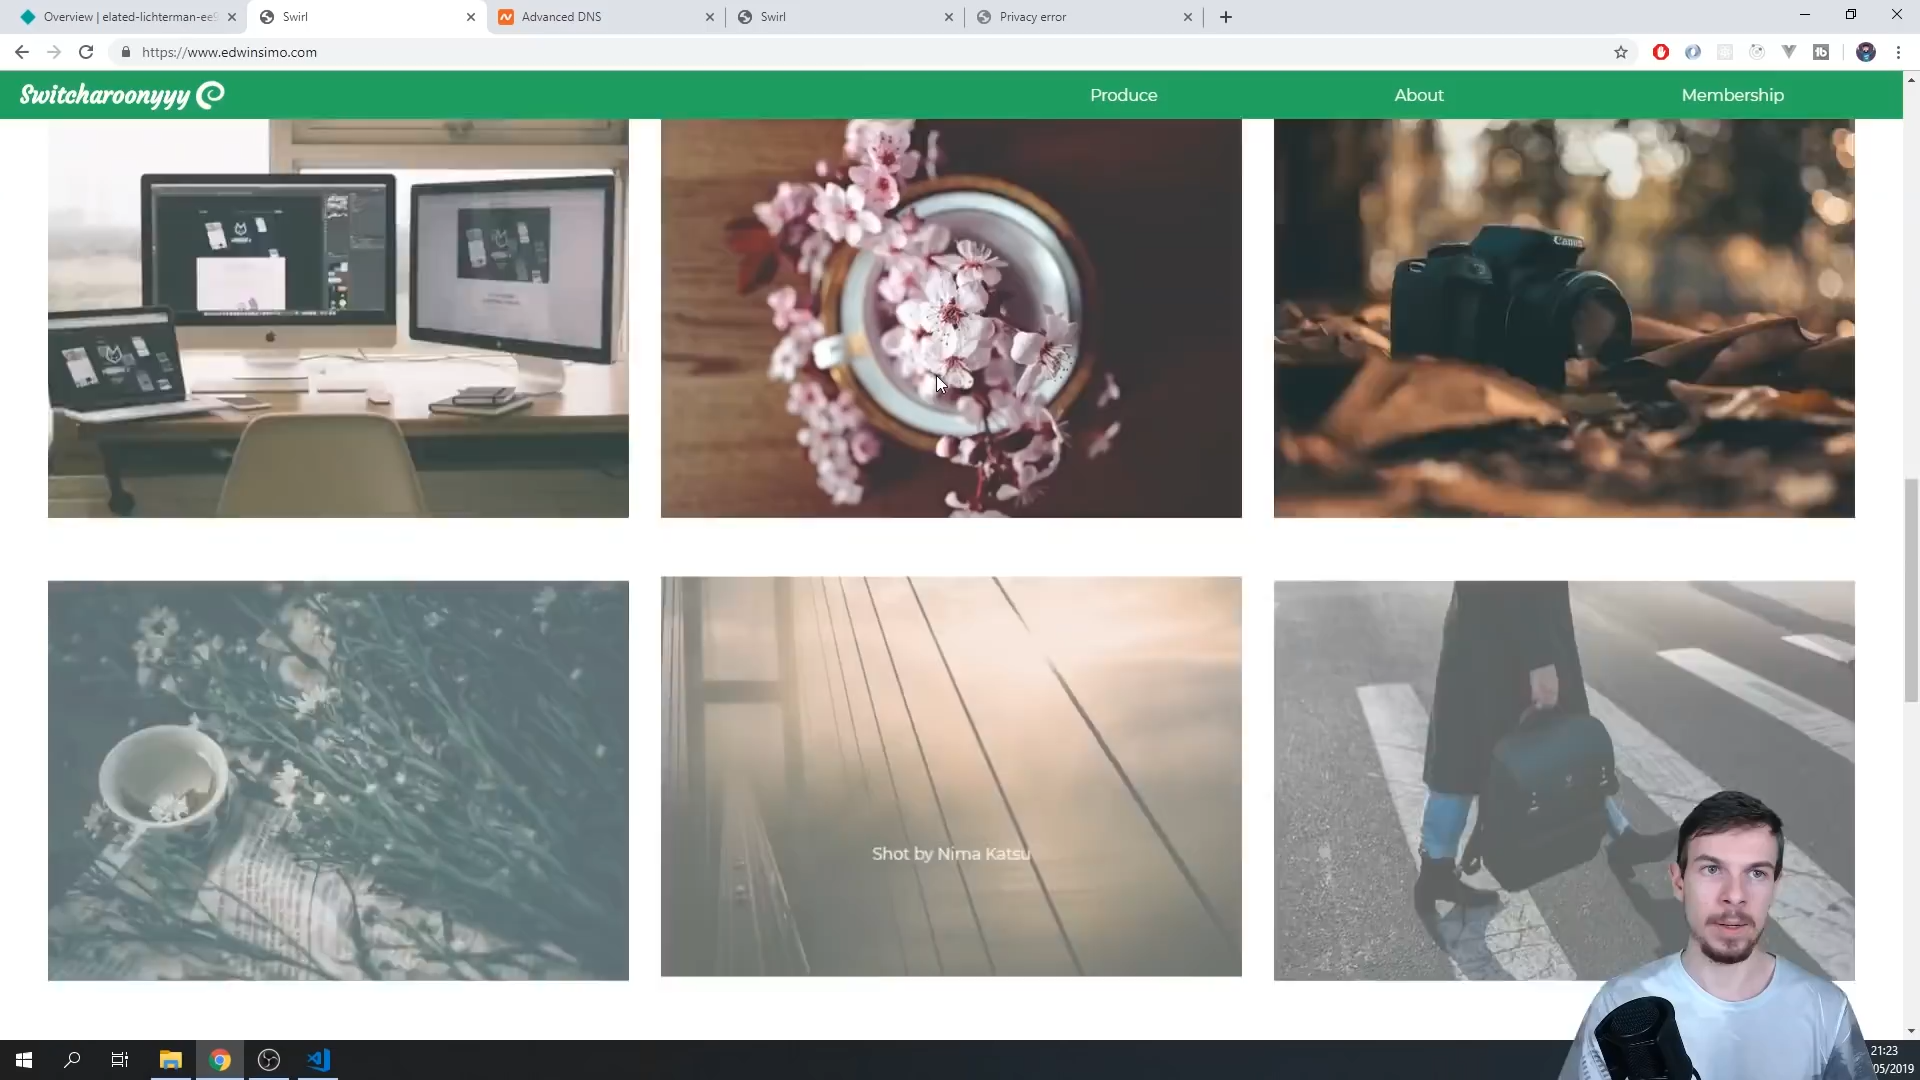 Overview | elated-lichterman-ee
Swirl
Advanced DNS
Swirl
Privacy error
https://www.edwinsimo.com
Switcharoonyyy
Produce
About
Membership
Canon
Shot by Nima Katsu
21:23
05/2019